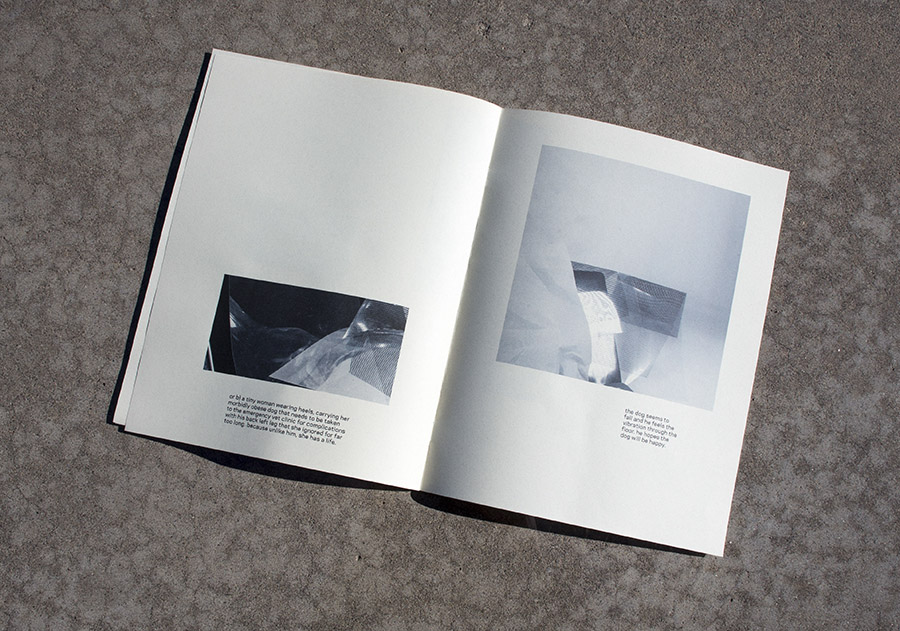 or b) a tiny woman wearing heels, carrying her
morbidly obese dog that needs to be taken
to the emergency vet clinic for complications
with his back left leg that she ignored for far
too long. because unlike him, she has a life.
the dog seems to
fall and he feels the
vibration through the
floor. he hopes the
dog will be happy.